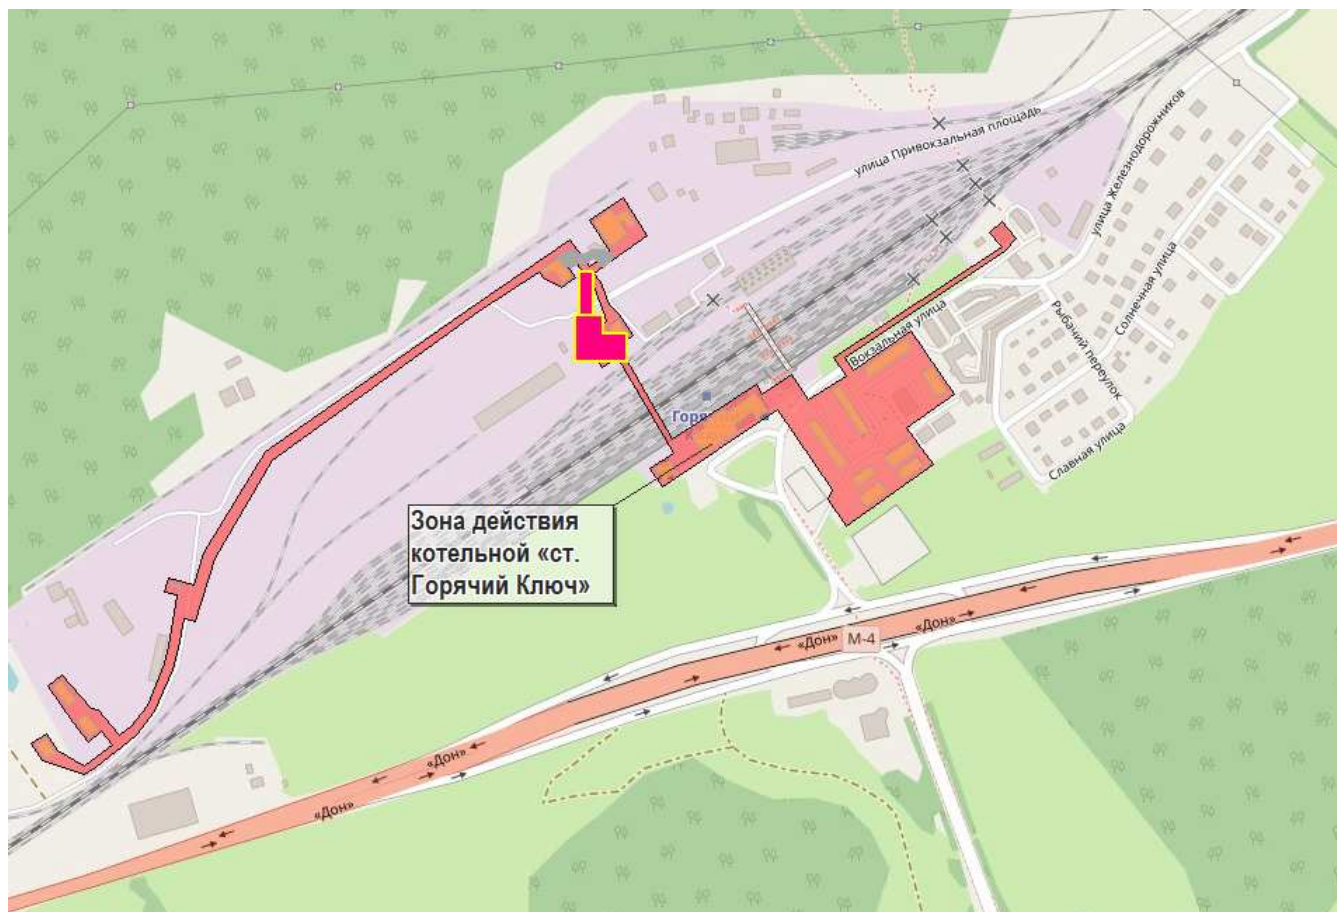 улица Привокзальная площадь
улица Железнодорожников
Солнечная улица
Вокзальная улица
Рыбачий переулок
Славная улица
Зона действия
котельной «ст.
Горячий Ключ»
«Дон»
М-4
«Дон»
«Дон»
«Дон»